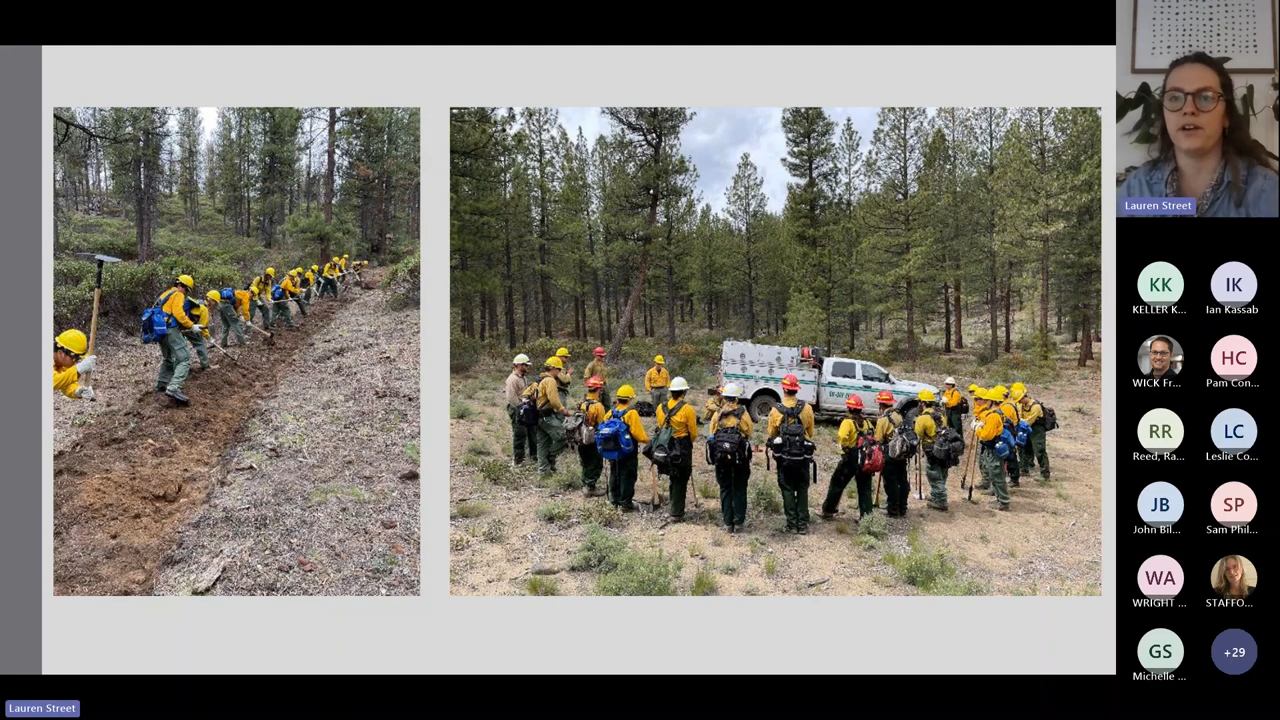 Lauren Street
KK
KELLER K...
IK
Ian Kassab
WICK Fr...
HC
Pam Con...
RR
Reed, Ra...
LC
Leslie Co...
JB
John Bil...
SP
Sam Phil...
WA
WRIGHT ...
STAFFO...
GS
Michelle ...
+29
Lauren Street